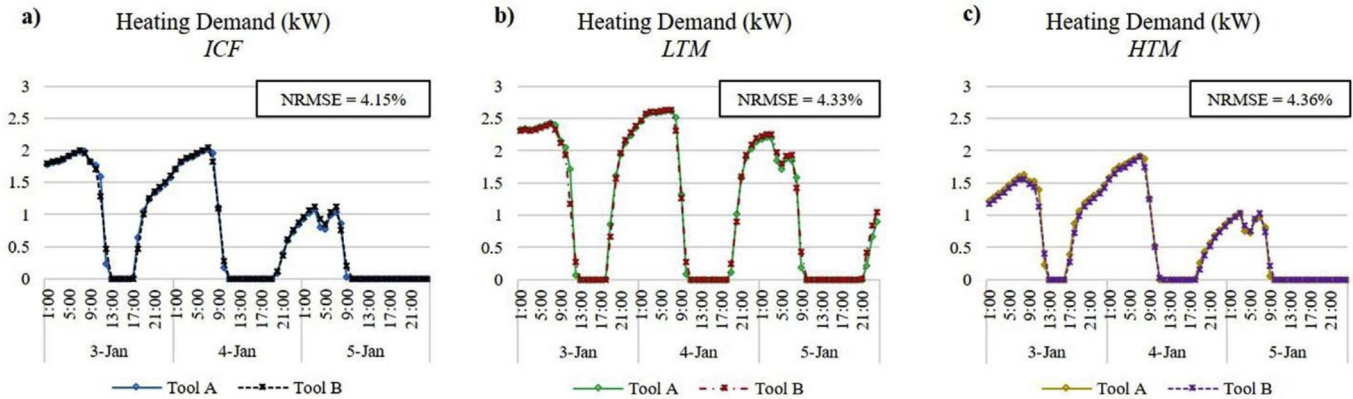 a)
Heating Demand (kW)
ICF
NRMSE = 4.15%
3
2.5
2
1.5
1
0.5
0
1:00 5:00 9:00 13:00 17:00 21:00 1:00 5:00 9:00 13:00 17:00 21:00 1:00 5:00 9:00 13:00 17:00 21:00
3-Jan 4-Jan 5-Jan
Tool A Tool B
b)
Heating Demand (kW)
LTM
NRMSE = 4.33%
3
2.5
2
1.5
1
0.5
0
1:00 5:00 9:00 13:00 17:00 21:00 1:00 5:00 9:00 13:00 17:00 21:00 1:00 5:00 9:00 13:00 17:00 21:00
3-Jan 4-Jan 5-Jan
Tool A Tool B
c)
Heating Demand (kW)
HTM
NRMSE = 4.36%
3
2.5
2
1.5
1
0.5
0
1:00 5:00 9:00 13:00 17:00 21:00 1:00 5:00 9:00 13:00 17:00 21:00 1:00 5:00 9:00 13:00 17:00 21:00
3-Jan 4-Jan 5-Jan
Tool A Tool B